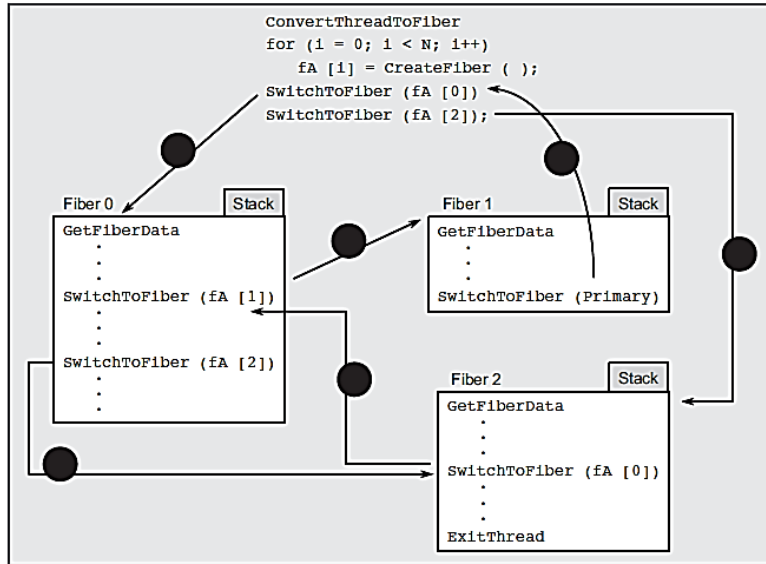 ConvertThreadToFiber
for (i = 0; i < N; i++)
fA [i] = CreateFiber ( );
SwitchToFiber (fA [0])
SwitchToFiber (fA [2]);
Fiber 0
Stack
GetFiberData
.
.
.
SwitchToFiber (fA [1])
.
.
.
SwitchToFiber (fA [2])
.
.
.
Fiber 1
Stack
GetFiberData
.
.
.
SwitchToFiber (Primary)
Fiber 2
Stack
GetFiberData
.
.
.
SwitchToFiber (fA [0])
.
.
.
ExitThread